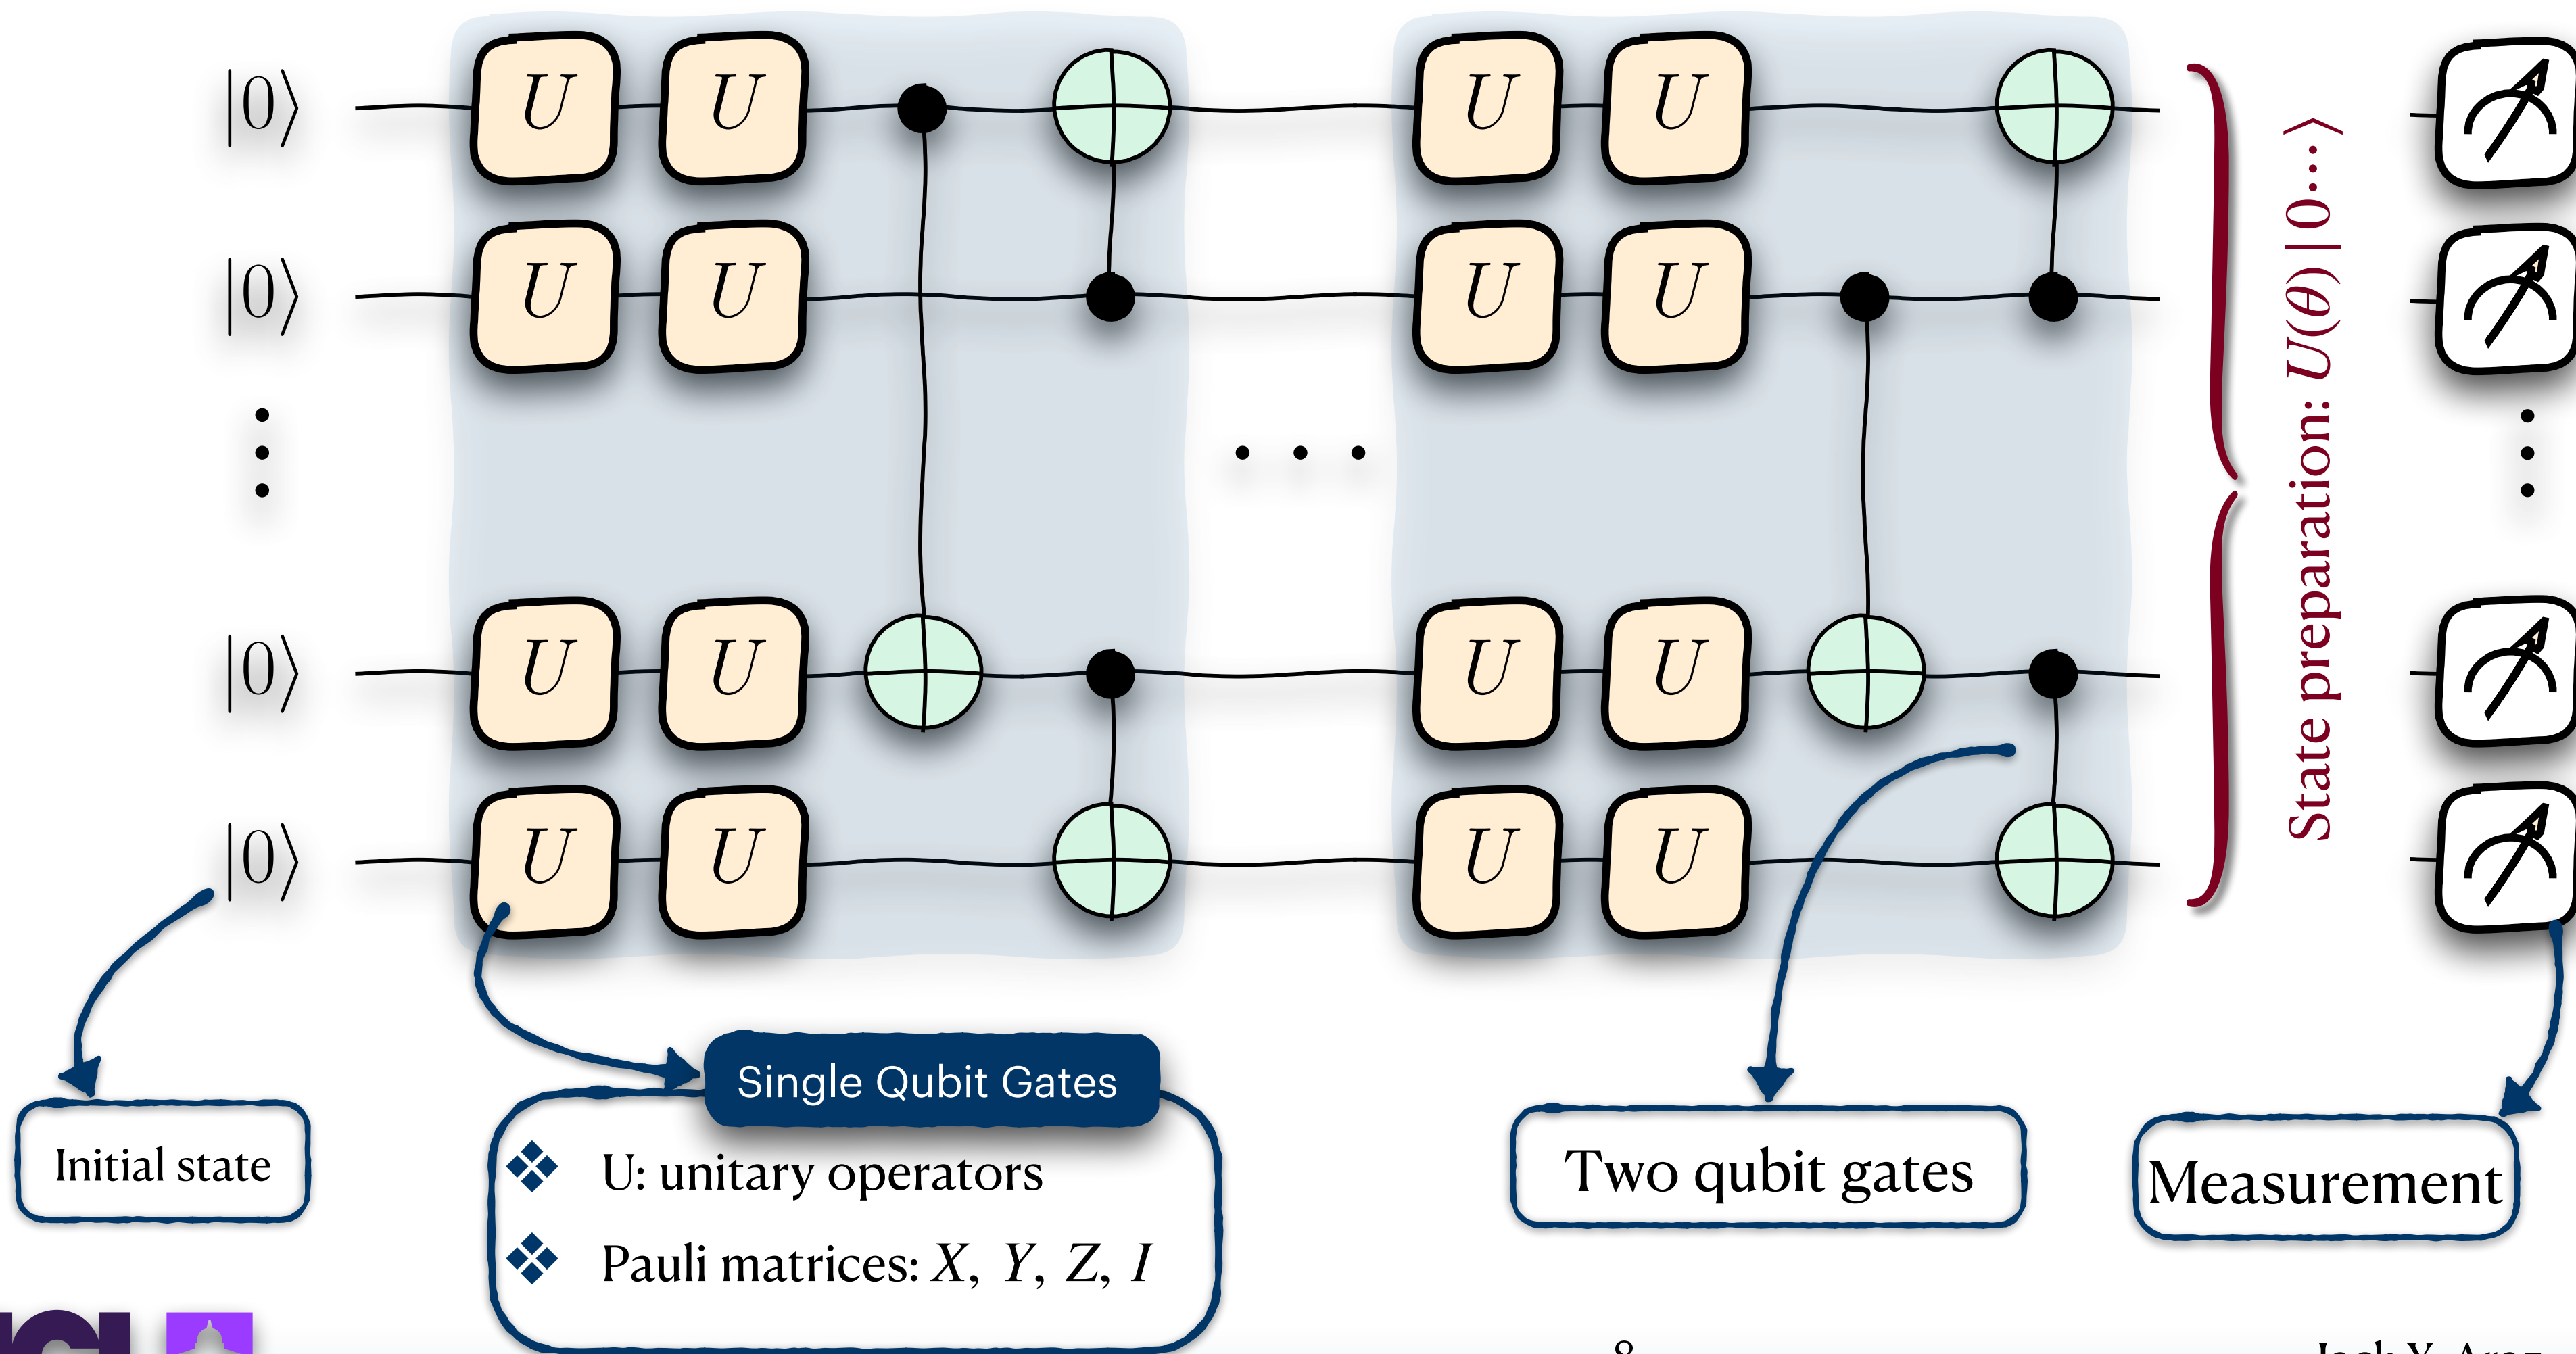 |0⟩ U U U U
|0⟩ U U U U
|0⟩ U U U U
|0⟩ U U U U
State preparation: U(θ) |0⋯⟩
Single Qubit Gates
Initial state
❖ U: unitary operators
❖ Pauli matrices: X, Y, Z, I
Two qubit gates
Measurement
8